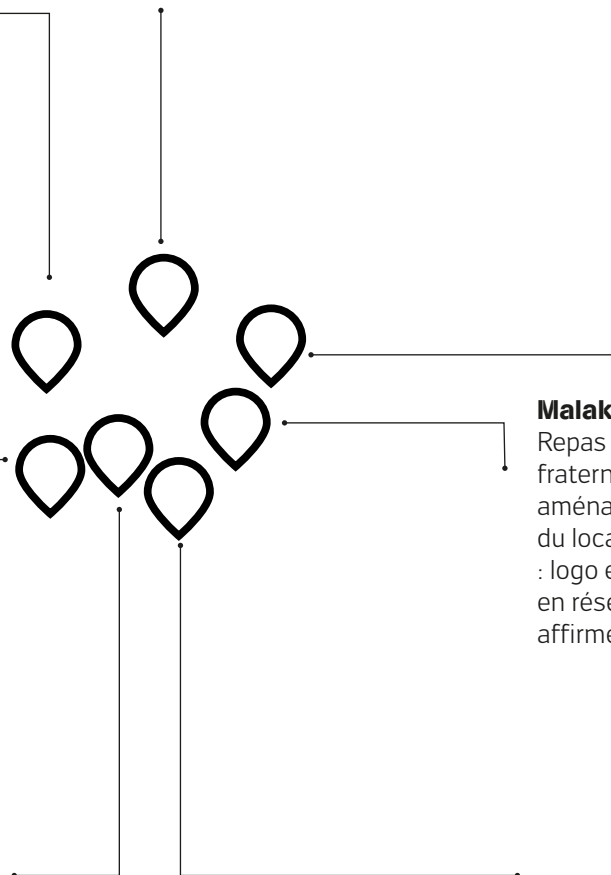 Malak
Repas
fratern
aména
du loca
: logo e
en rése
affirme